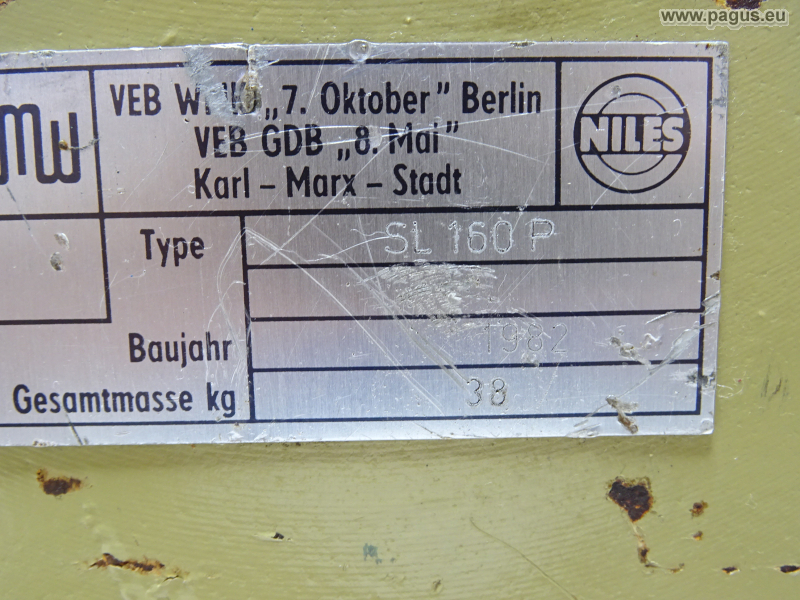 www.pagus.eu
VEB WMKO „7. Oktober” Berlin
VEB GDB „8. Mai”
Karl – Marx – Stadt
NILES
Type SL 160 P
Baujahr 1982
Gesamtmasse kg 38